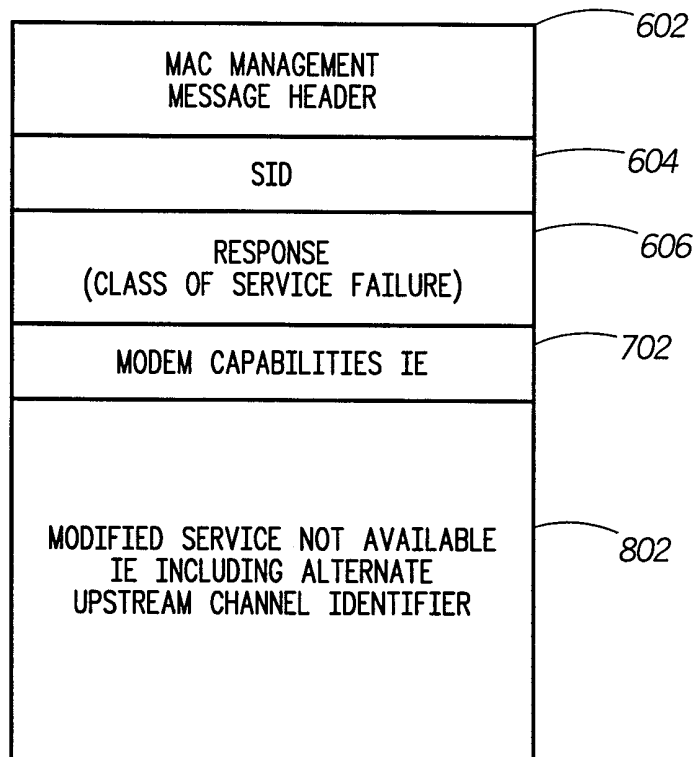 602
MAC MANAGEMENT
MESSAGE HEADER
SID
604
RESPONSE
(CLASS OF SERVICE FAILURE)
606
MODEM CAPABILITIES IE
702
MODIFIED SERVICE NOT AVAILABLE
IE INCLUDING ALTERNATE
UPSTREAM CHANNEL IDENTIFIER
802